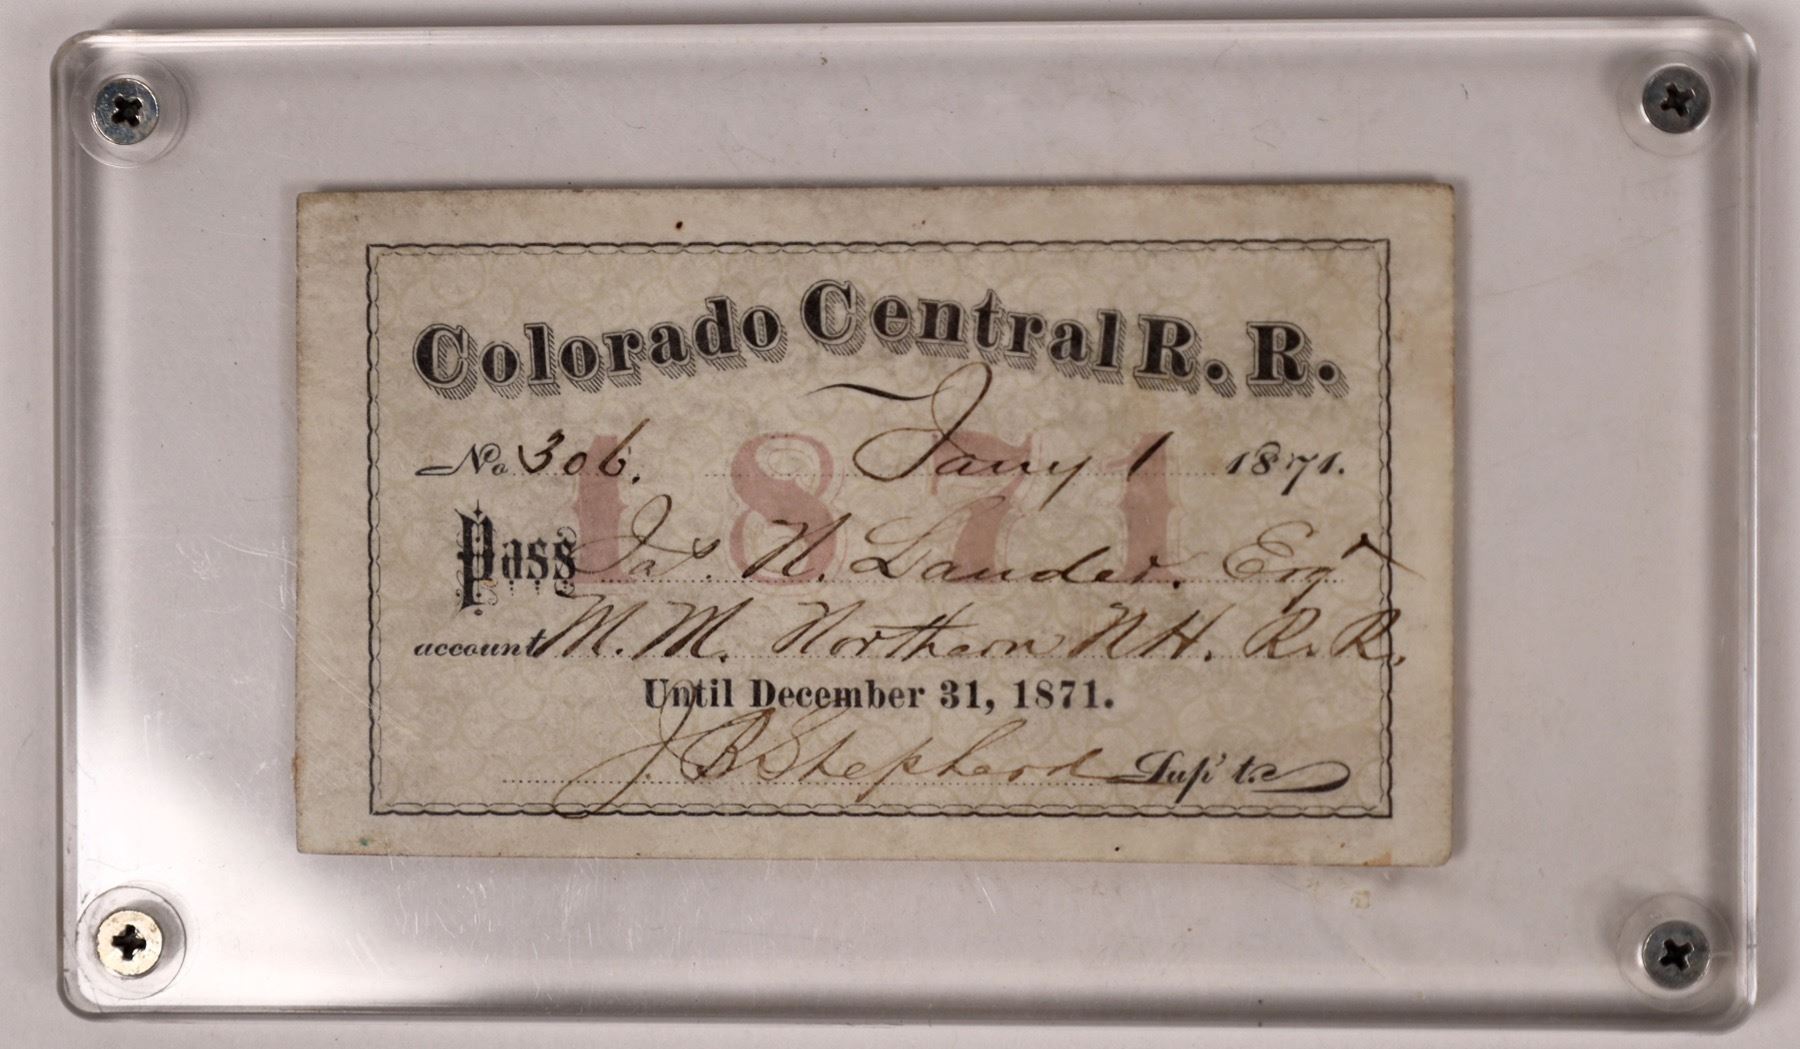 Colorado Central R. R.
No. 306. Jany 1 1871.
1871
Pass Jas. N. Lauder. Esqr
account M. M. Northern N H. R. R.
Until December 31, 1871.
J. B Shepherd Sup't.